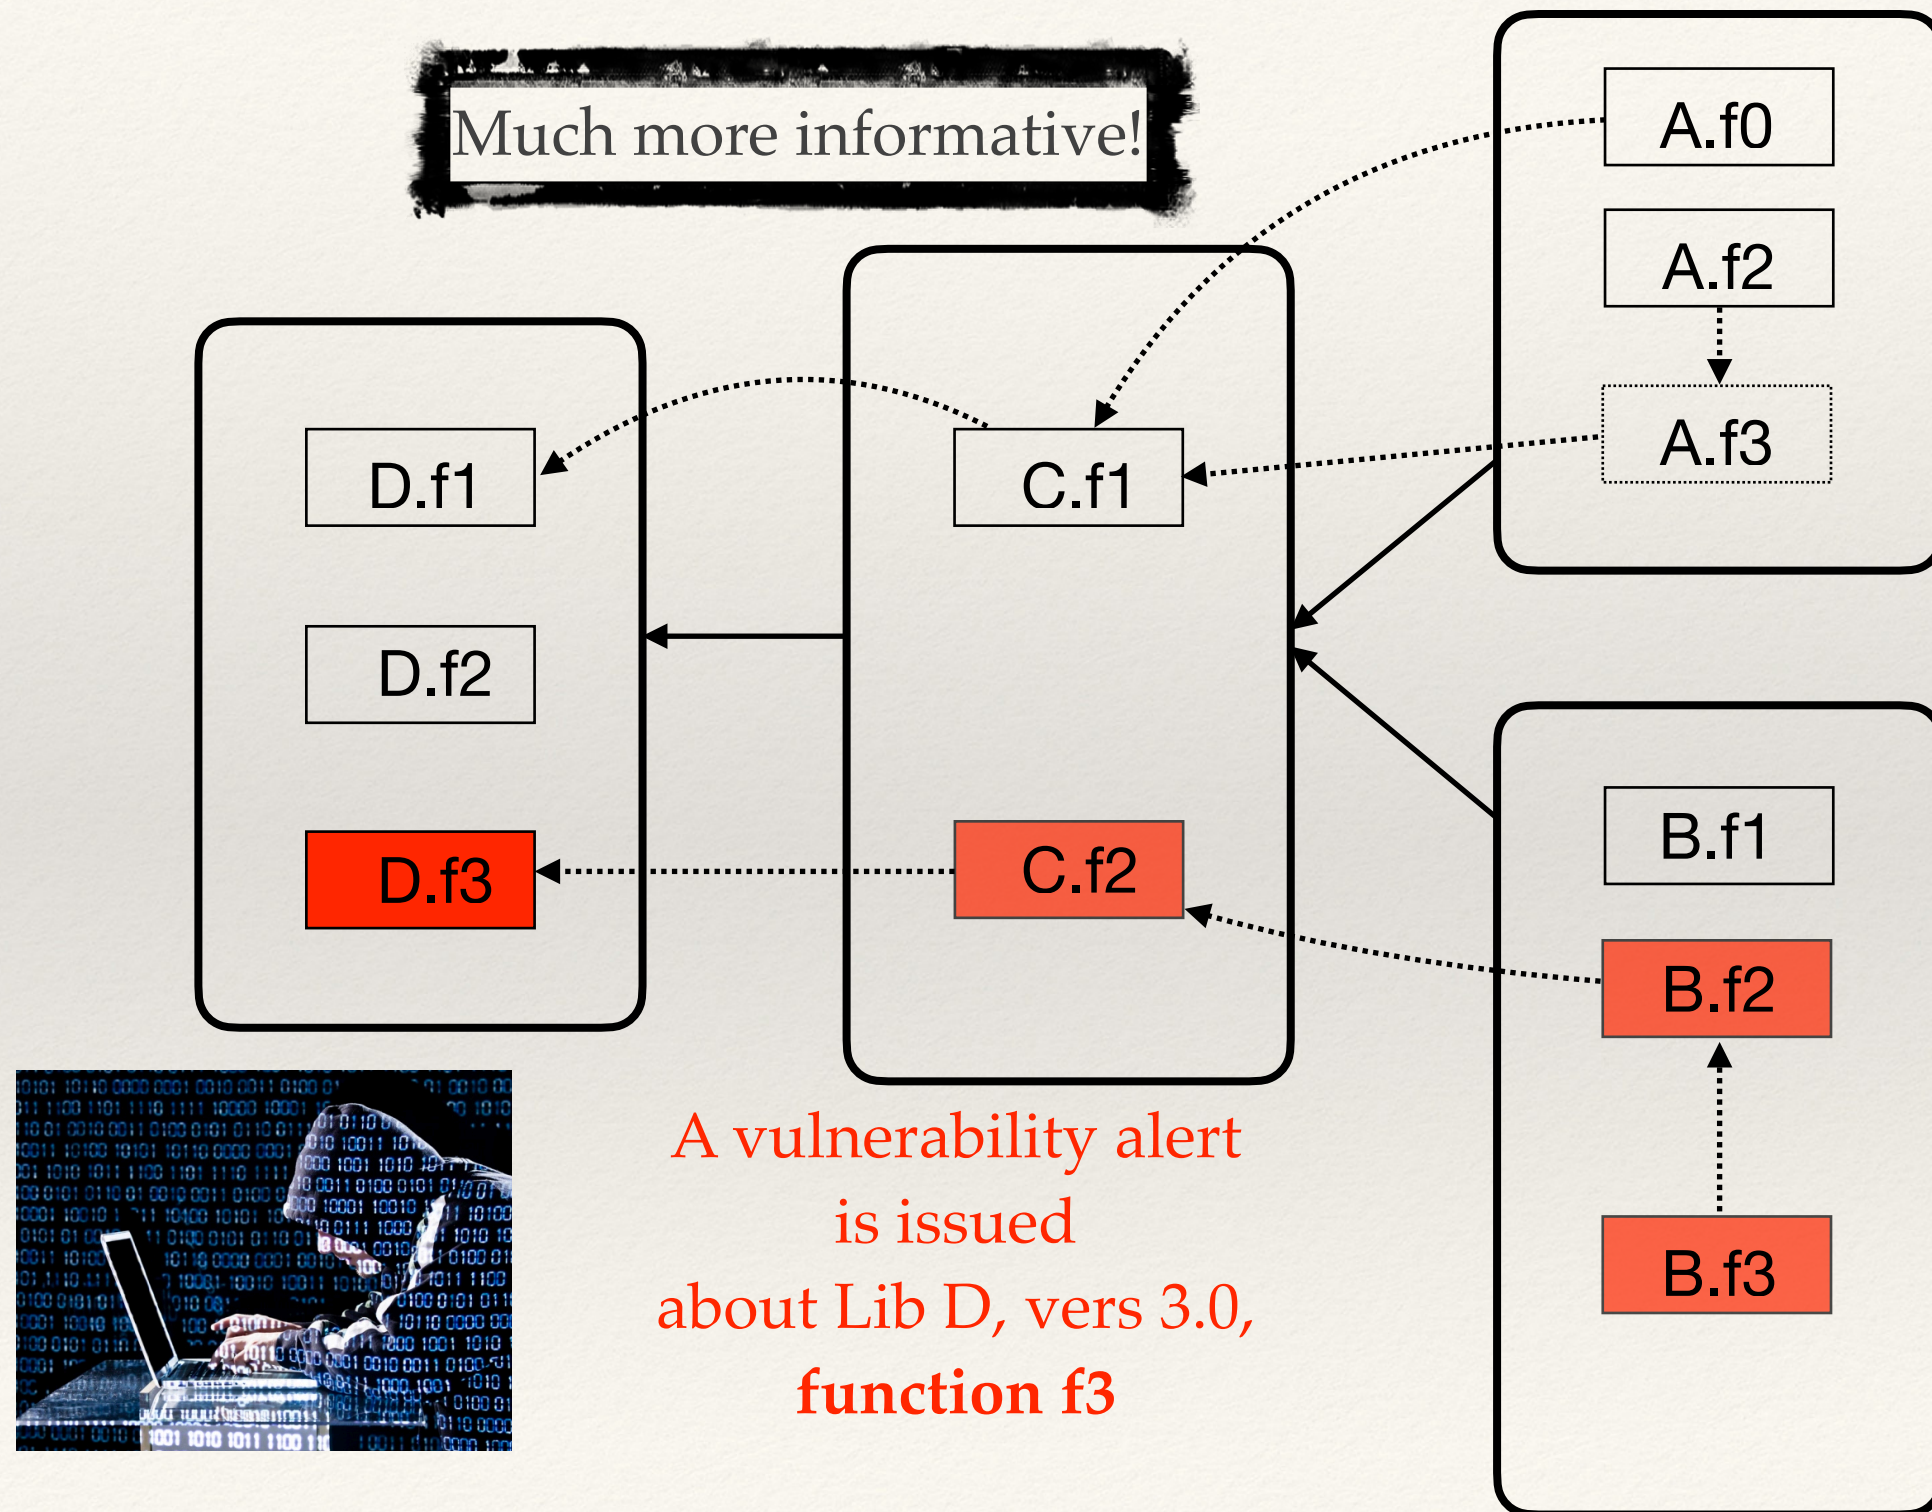 Much more informative!
A.f0
A.f2
A.f3
D.f1
C.f1
D.f2
D.f3
C.f2
B.f1
B.f2
B.f3
A vulnerability alert
is issued
about Lib D, vers 3.0,
function f3